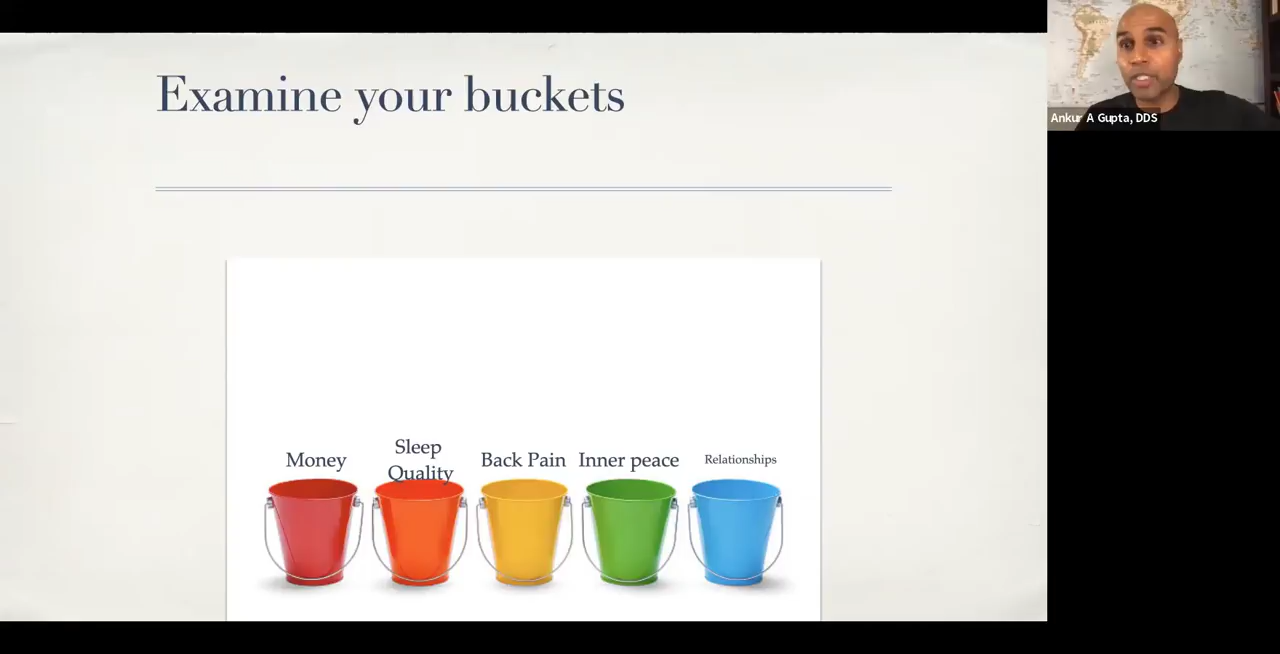 Examine your buckets
Ankur A Gupta, DDS
Money
Sleep
Quality
Back Pain
Inner peace
Relationships